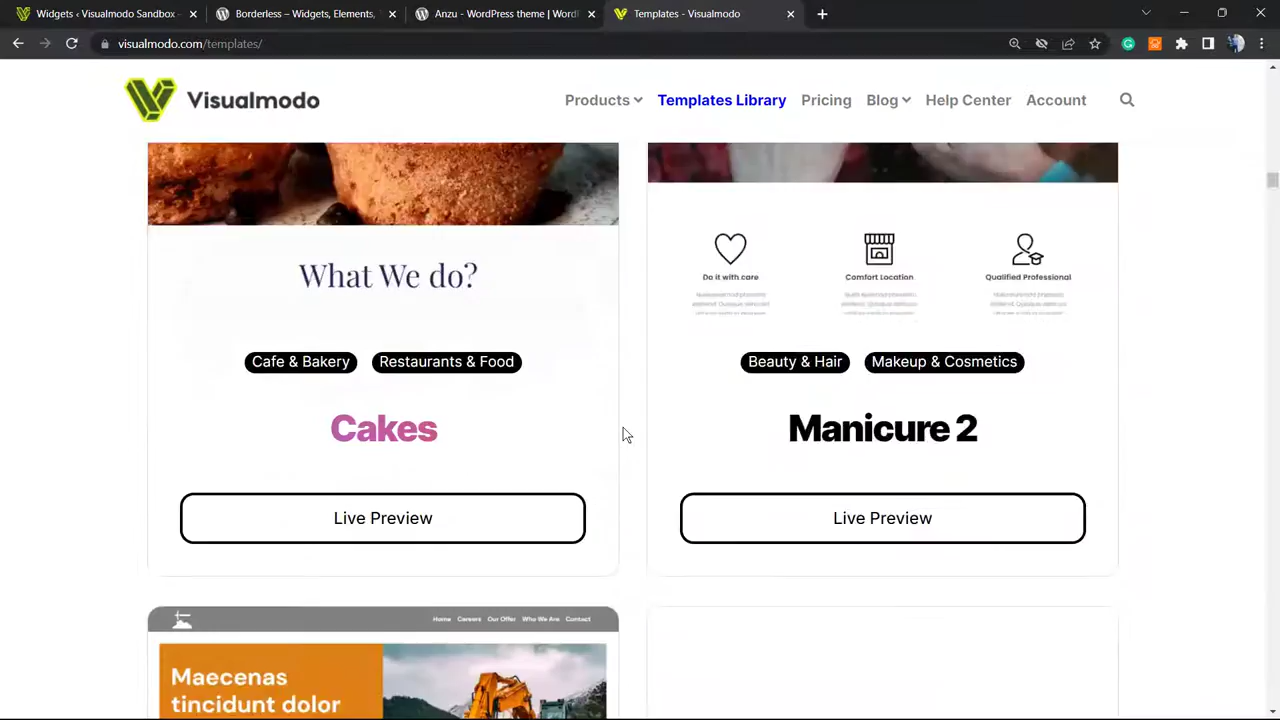 Widgets ‹ Visualmodo Sandbox
Borderless – Widgets, Elements,
Anzu - WordPress theme | Word
Templates - Visualmodo
visualmodo.com/templates/
Visualmodo
Products
Templates Library
Pricing
Blog
Help Center
Account
What We do?
Do it with care
Comfort Location
Qualified Professional
Cafe & Bakery
Restaurants & Food
Beauty & Hair
Makeup & Cosmetics
Cakes
Manicure 2
Live Preview
Live Preview
Home Careers Our Offer Who We Are Contact
Maecenas
tincidunt dolor